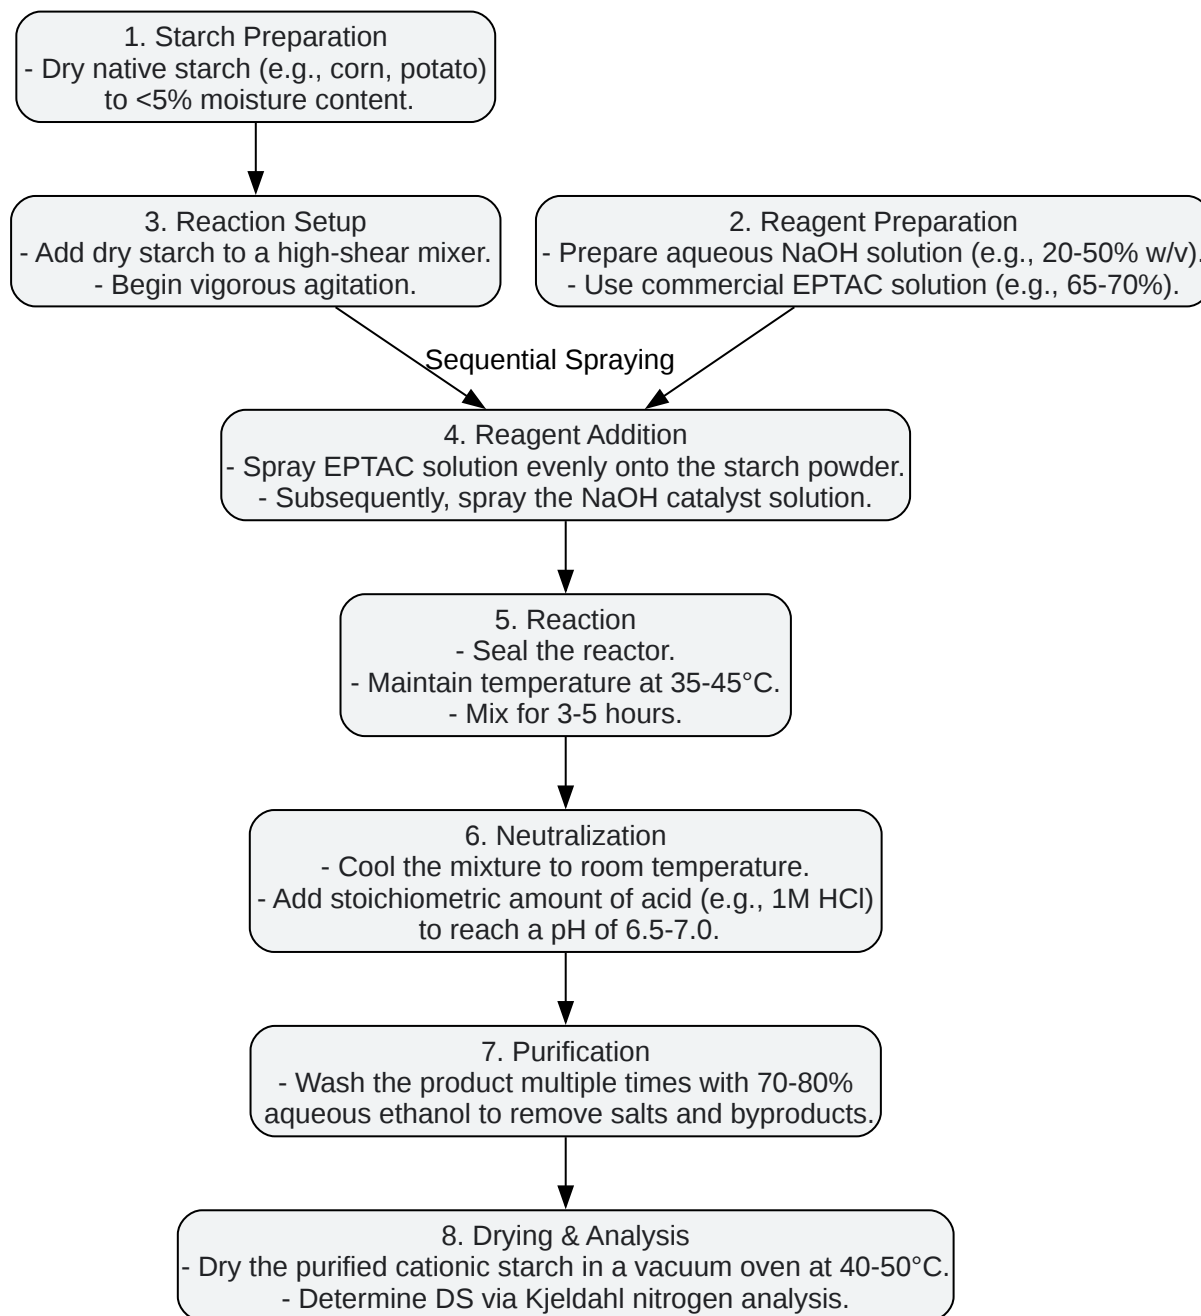 1. Starch Preparation
- Dry native starch (e.g., corn, potato)
to <5% moisture content.
3. Reaction Setup
- Add dry starch to a high-shear mixer.
- Begin vigorous agitation.
2. Reagent Preparation
- Prepare aqueous NaOH solution (e.g., 20-50% w/v).
- Use commercial EPTAC solution (e.g., 65-70%).
Sequential Spraying
4. Reagent Addition
- Spray EPTAC solution evenly onto the starch powder.
- Subsequently, spray the NaOH catalyst solution.
5. Reaction
- Seal the reactor.
- Maintain temperature at 35-45°C.
- Mix for 3-5 hours.
6. Neutralization
- Cool the mixture to room temperature.
- Add stoichiometric amount of acid (e.g., 1M HCl)
to reach a pH of 6.5-7.0.
7. Purification
- Wash the product multiple times with 70-80%
aqueous ethanol to remove salts and byproducts.
8. Drying & Analysis
- Dry the purified cationic starch in a vacuum oven at 40-50°C.
- Determine DS via Kjeldahl nitrogen analysis.